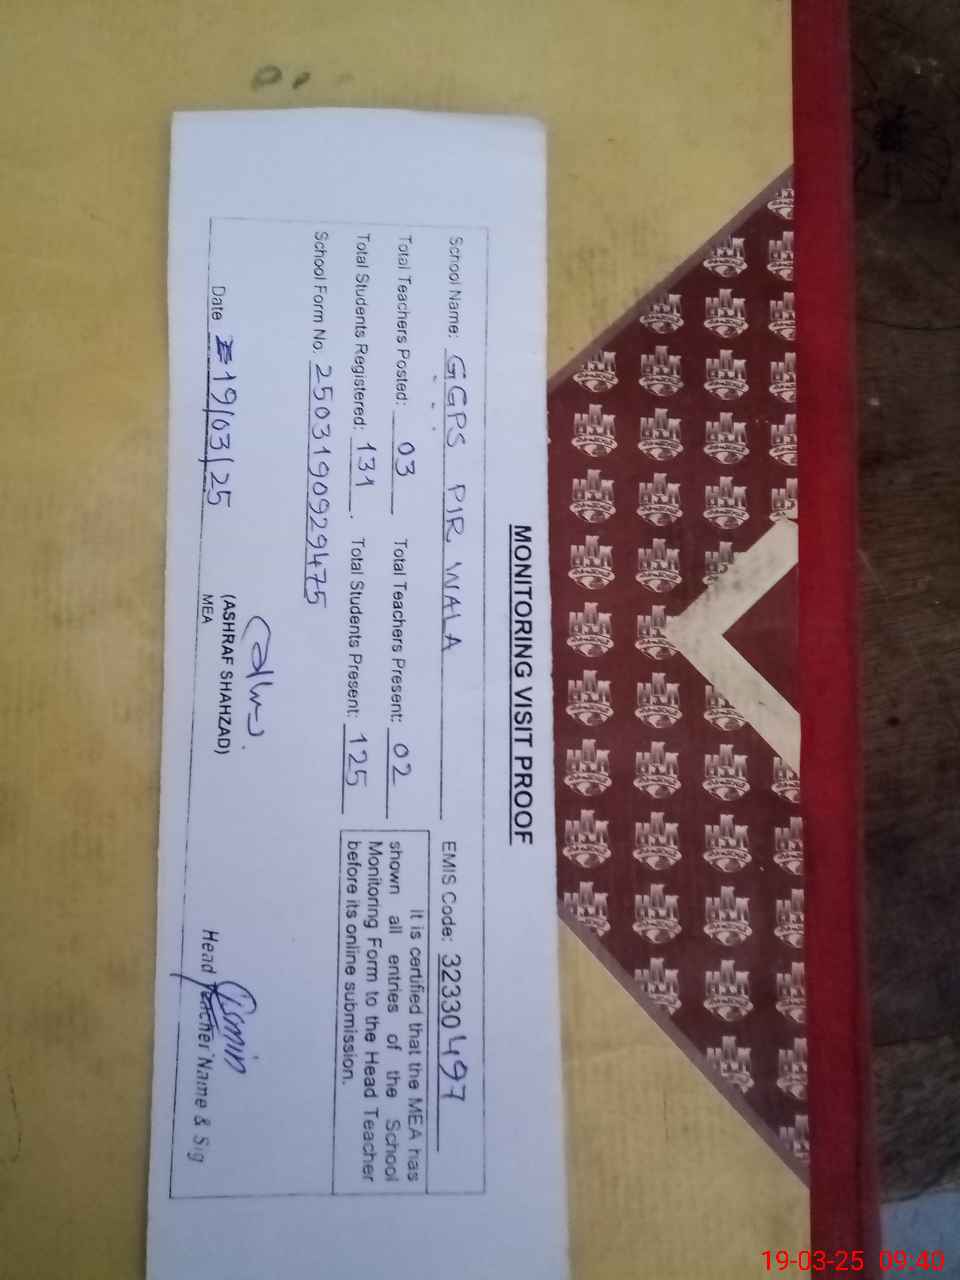 MONITORING VISIT PROOF
School Name: GGPS PIR WALA EMIS Code: 32330497
Total Teachers Posted: 03 Total Teachers Present: 02
Total Students Registered: 131. Total Students Present: 125
School Form No. 2503190929475
It is certified that the MEA has
shown all entries of the School
Monitoring Form to the Head Teacher
before its online submission.
Date 19/03/25
(ASHRAF SHAHZAD)
MEA
Head Teacher Name & Sig
19-03-25 09:40